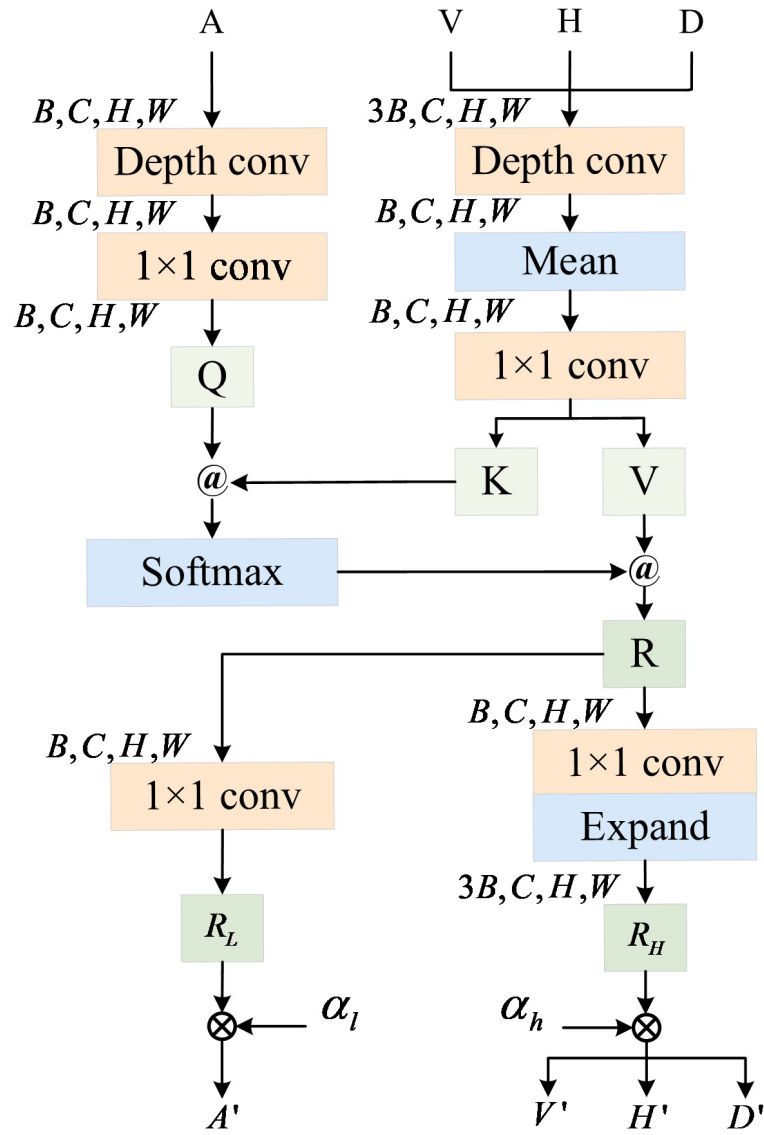 A V H D
B,C,H,W 3B,C,H,W
Depth conv Depth conv
B,C,H,W B,C,H,W
1×1 conv Mean
B,C,H,W B,C,H,W
Q 1×1 conv
@ K V
Softmax @
R
B,C,H,W B,C,H,W
1×1 conv 1×1 conv
Expand
3B,C,H,W
R_L R_H
α_l α_h
A' V' H' D'